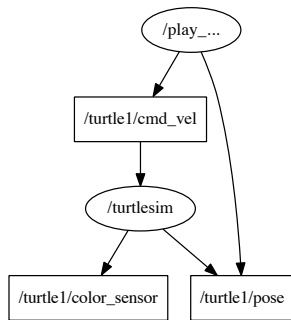 /play_...
/turtle1/cmd_vel
/turtlesim
/turtle1/color_sensor
/turtle1/pose